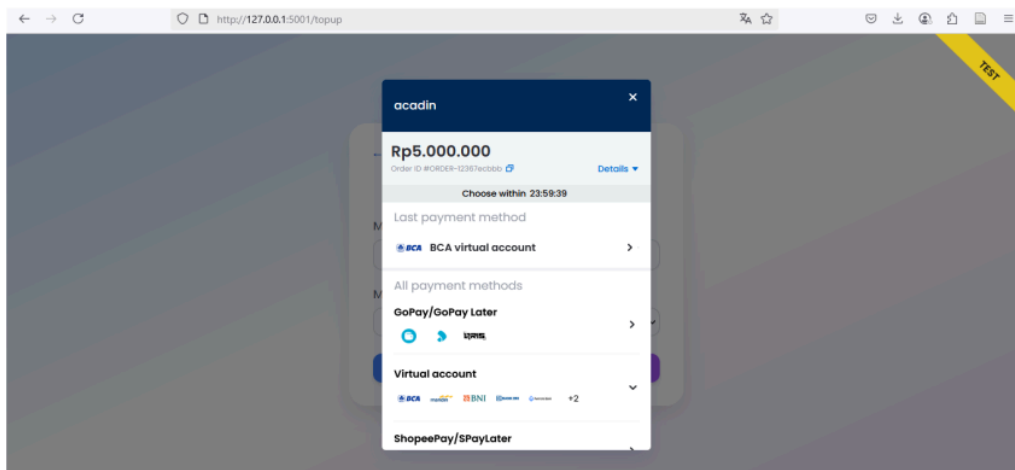 http://127.0.0.1:5001/topup
TEST
acadin
Rp5.000.000
Order ID #ORDER-12367ecbbb
Details
Choose within 23:59:39
Last payment method
BCA BCA virtual account
All payment methods
GoPay/GoPay Later
QRIS
Virtual account
BCA mandiri BNI +2
ShopeePay/SPayLater